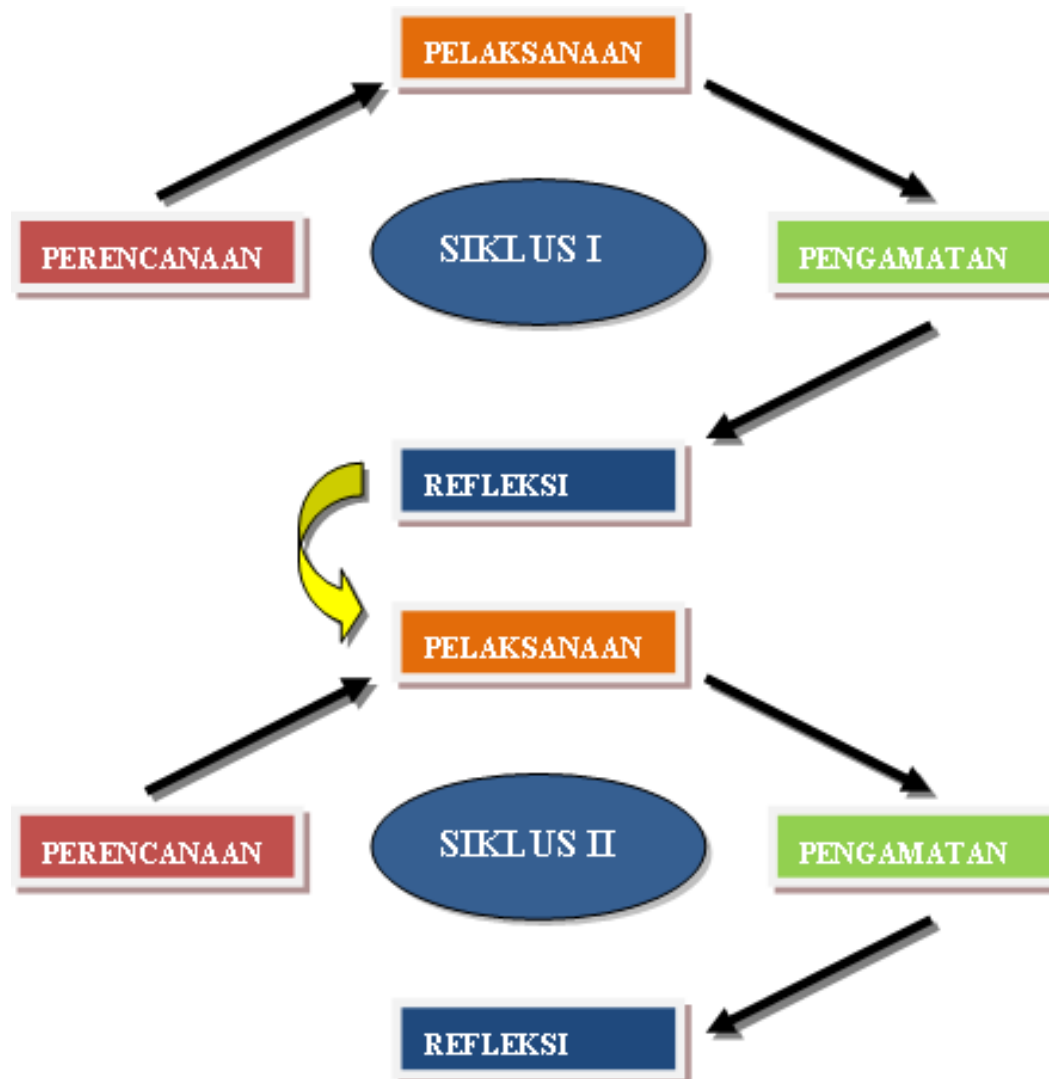 PELAKSANAAN
PERENCANAAN
SIKLUS I
PENGAMATAN
REFLEKSI
PELAKSANAAN
PERENCANAAN
SIKLUS II
PENGAMATAN
REFLEKSI